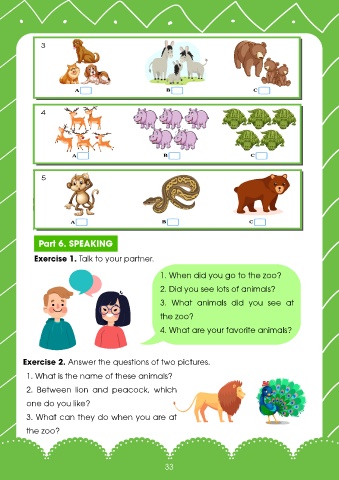 3
A
B
C
4
A
B
C
5
A
B
C
Part 6. SPEAKING
Exercise 1. Talk to your partner.
1. When did you go to the zoo?
2. Did you see lots of animals?
3. What animals did you see at
the zoo?
4. What are your favorite animals?
Exercise 2. Answer the questions of two pictures.
1. What is the name of these animals?
2. Between lion and peacock, which
one do you like?
3. What can they do when you are at
the zoo?
33